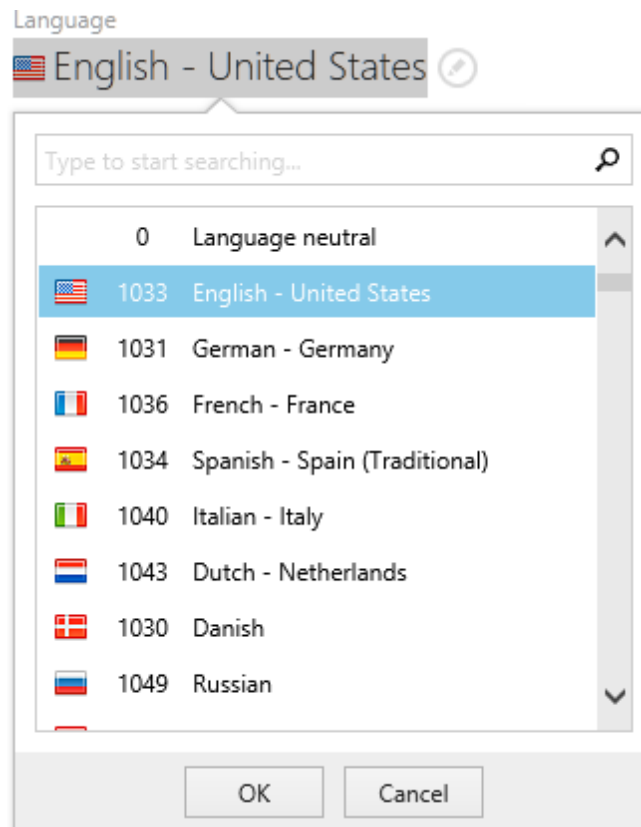 Language
English - United States
Type to start searching...
0 Language neutral
1033 English - United States
1031 German - Germany
1036 French - France
1034 Spanish - Spain (Traditional)
1040 Italian - Italy
1043 Dutch - Netherlands
1030 Danish
1049 Russian
OK Cancel